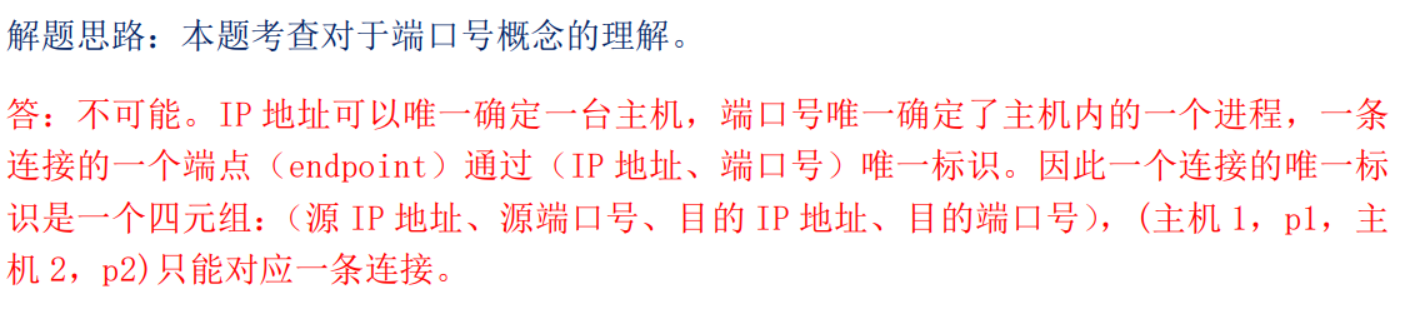 解题思路：本题考查对于端口号概念的理解。
答：不可能。IP 地址可以唯一确定一台主机，端口号唯一确定了主机内的一个进程，一条
连接的一个端点（endpoint）通过（IP 地址、端口号）唯一标识。因此一个连接的唯一标
识是一个四元组：（源 IP 地址、源端口号、目的 IP 地址、目的端口号），(主机 1，p1，主
机 2，p2)只能对应一条连接。